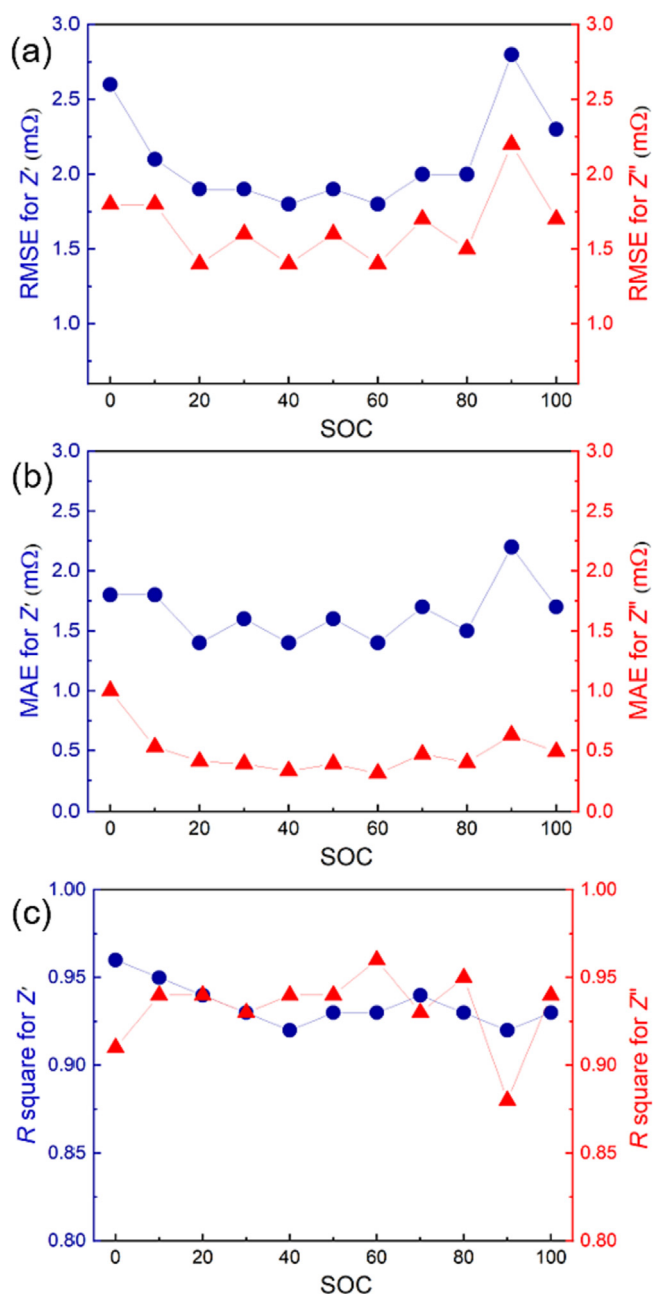 (a)
RMSE for Z' (mΩ)
3.0
2.5
2.0
1.5
1.0
3.0
2.5
2.0
1.5
1.0
RMSE for Z" (mΩ)
0 20 40 60 80 100
SOC
(b)
MAE for Z' (mΩ)
3.0
2.5
2.0
1.5
1.0
0.5
0.0
3.0
2.5
2.0
1.5
1.0
0.5
0.0
MAE for Z" (mΩ)
0 20 40 60 80 100
SOC
(c)
R square for Z'
1.00
0.95
0.90
0.85
0.80
1.00
0.95
0.90
0.85
0.80
R square for Z"
0 20 40 60 80 100
SOC